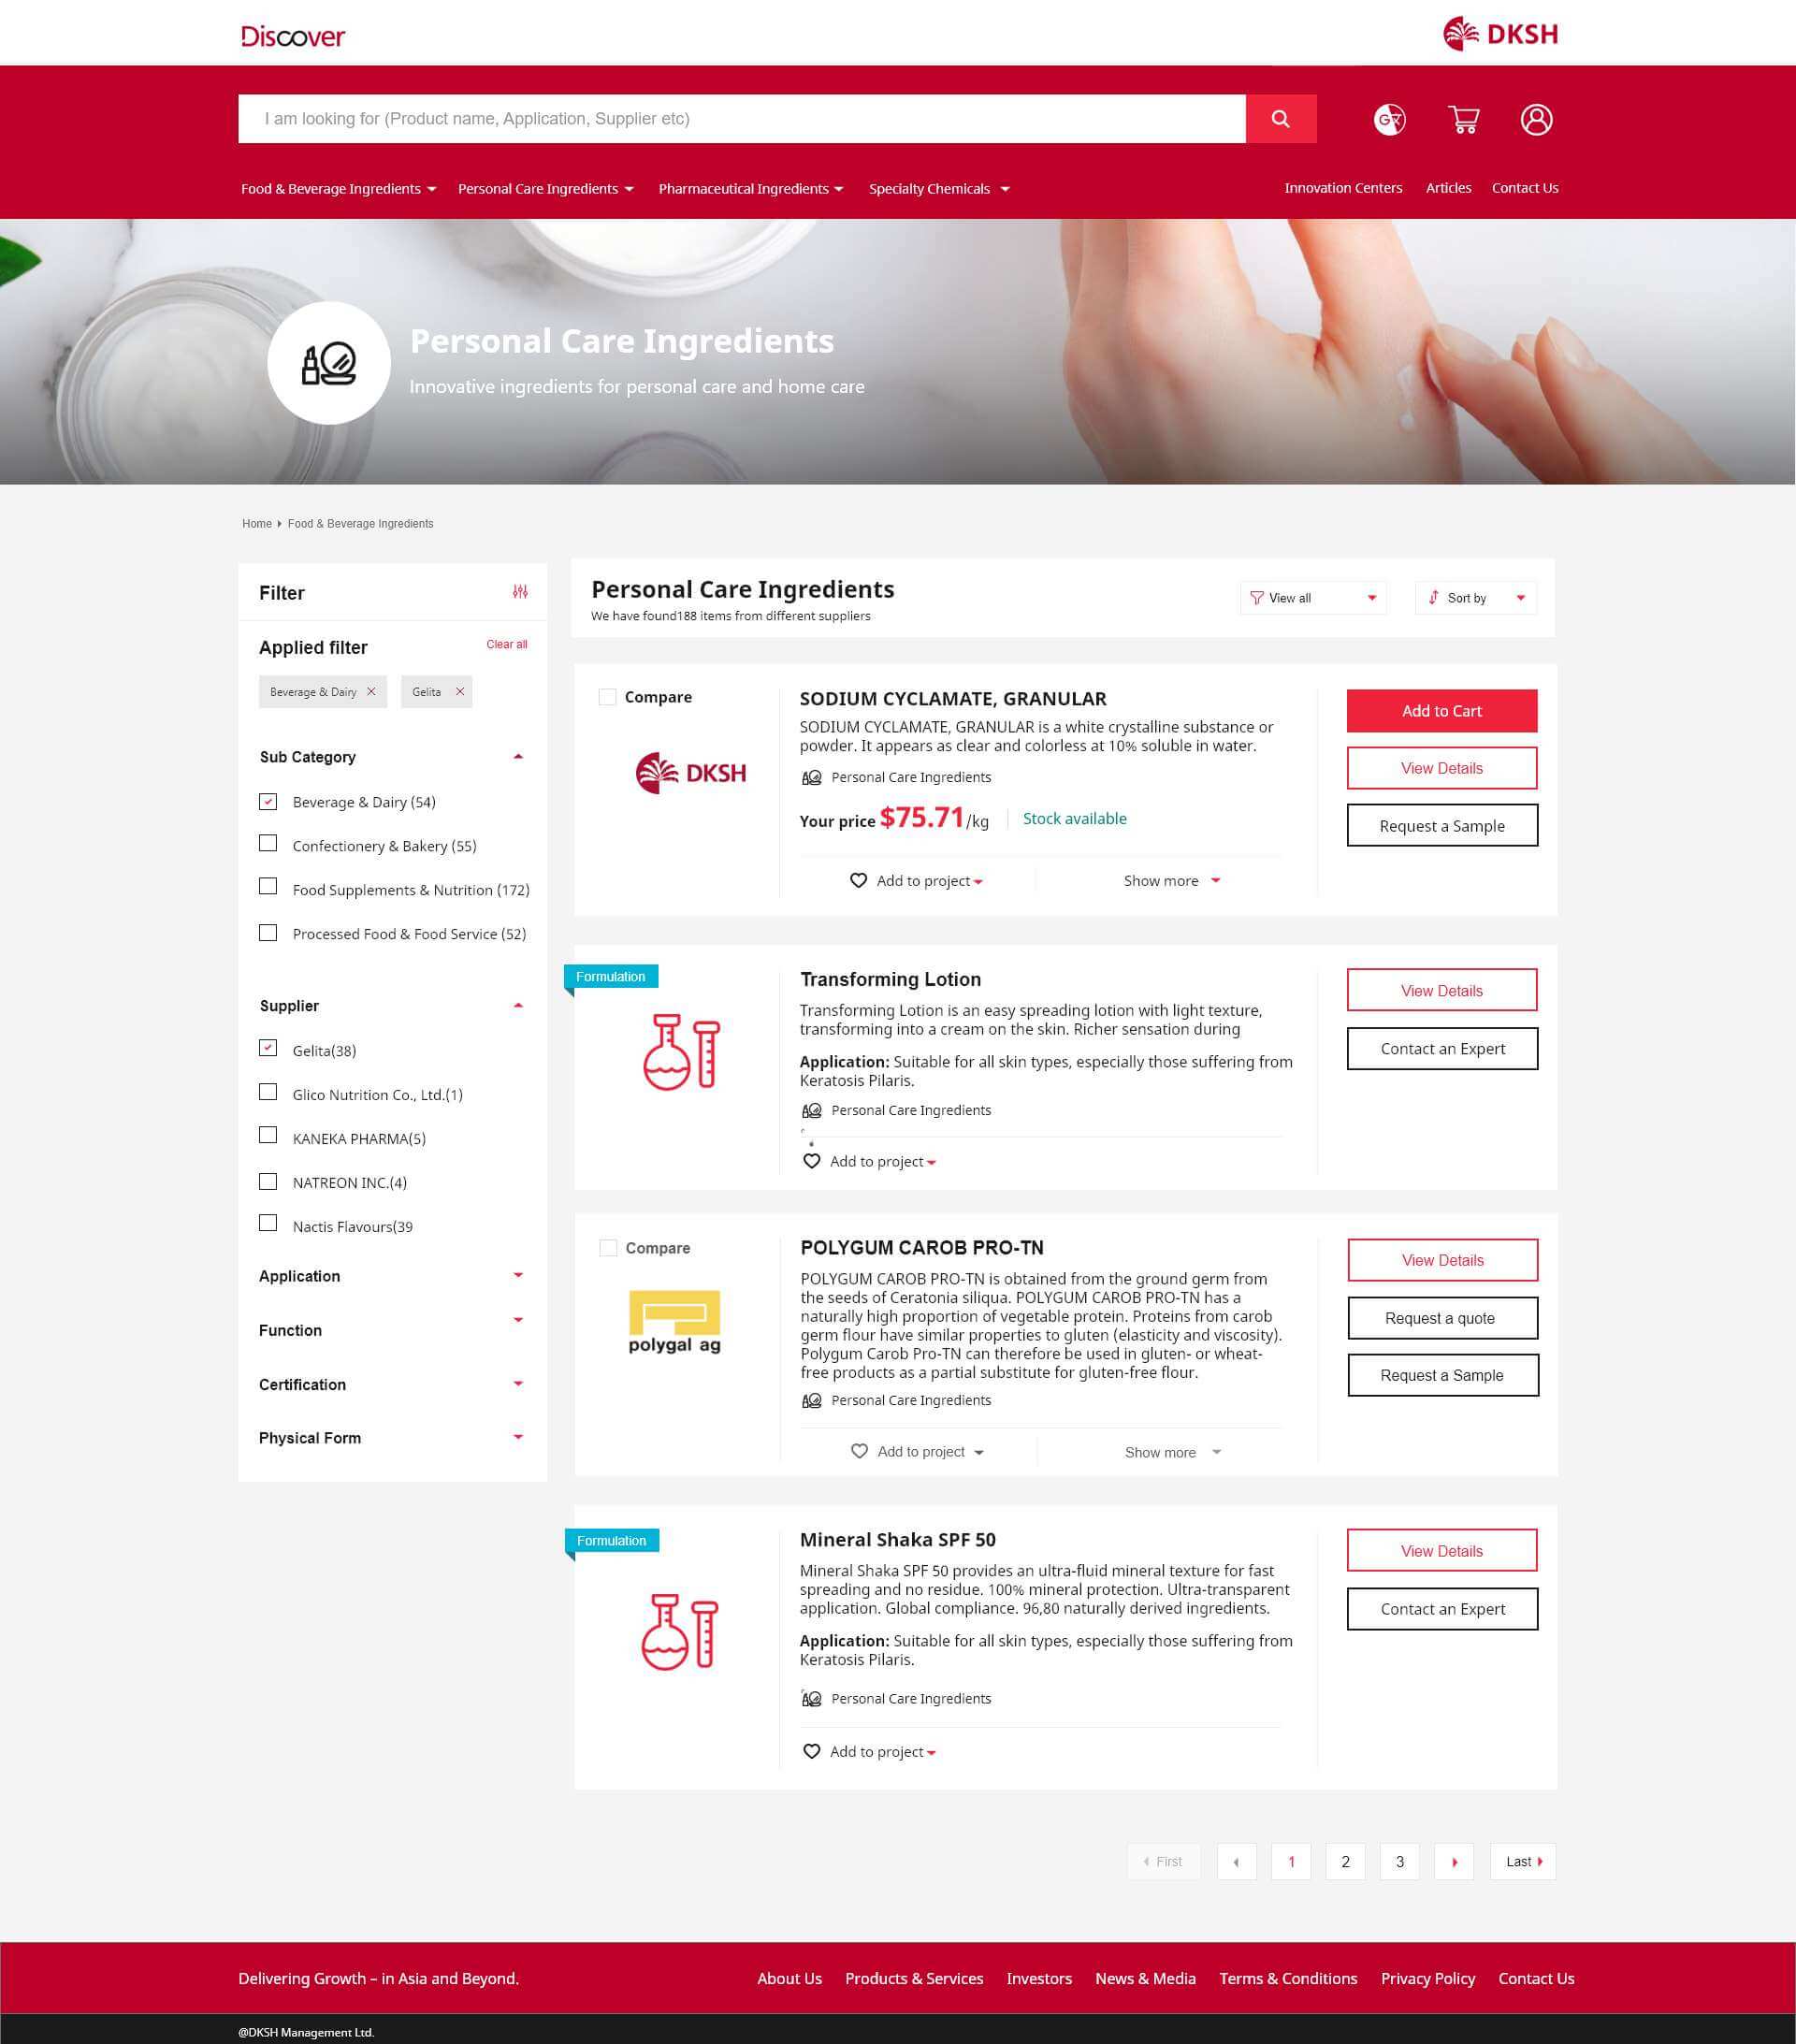 Discover
DKSH
I am looking for (Product name, Application, Supplier etc)
Food & Beverage Ingredients
Personal Care Ingredients
Pharmaceutical Ingredients
Specialty Chemicals
Innovation Centers
Articles
Contact Us
Personal Care Ingredients
Innovative ingredients for personal care and home care
Home
Food & Beverage Ingredients
Filter
Applied filter
Clear all
Beverage & Dairy
Gelita
Sub Category
Beverage & Dairy (54)
Confectionery & Bakery (55)
Food Supplements & Nutrition (172)
Processed Food & Food Service (52)
Supplier
Gelita(38)
Glico Nutrition Co., Ltd.(1)
KANEKA PHARMA(5)
NATREON INC.(4)
Nactis Flavours(39
Application
Function
Certification
Physical Form
Personal Care Ingredients
We have found188 items from different suppliers
View all
Sort by
Compare
DKSH
SODIUM CYCLAMATE, GRANULAR
SODIUM CYCLAMATE, GRANULAR is a white crystalline substance or
powder. It appears as clear and colorless at 10% soluble in water.
Personal Care Ingredients
Your price $75.71/kg
Stock available
Add to project
Show more
Add to Cart
View Details
Request a Sample
Formulation
Transforming Lotion
Transforming Lotion is an easy spreading lotion with light texture,
transforming into a cream on the skin. Richer sensation during
Application: Suitable for all skin types, especially those suffering from
Keratosis Pilaris.
Personal Care Ingredients
Add to project
View Details
Contact an Expert
Compare
polygal ag
POLYGUM CAROB PRO-TN
POLYGUM CAROB PRO-TN is obtained from the ground germ from
the seeds of Ceratonia siliqua. POLYGUM CAROB PRO-TN has a
naturally high proportion of vegetable protein. Proteins from carob
germ flour have similar properties to gluten (elasticity and viscosity).
Polygum Carob Pro-TN can therefore be used in gluten- or wheat-
free products as a partial substitute for gluten-free flour.
Personal Care Ingredients
Add to project
Show more
View Details
Request a quote
Request a Sample
Formulation
Mineral Shaka SPF 50
Mineral Shaka SPF 50 provides an ultra-fluid mineral texture for fast
spreading and no residue. 100% mineral protection. Ultra-transparent
application. Global compliance. 96,80 naturally derived ingredients.
Application: Suitable for all skin types, especially those suffering from
Keratosis Pilaris.
Personal Care Ingredients
Add to project
View Details
Contact an Expert
First
1
2
3
Last
Delivering Growth – in Asia and Beyond.
About Us
Products & Services
Investors
News & Media
Terms & Conditions
Privacy Policy
Contact Us
@DKSH Management Ltd.